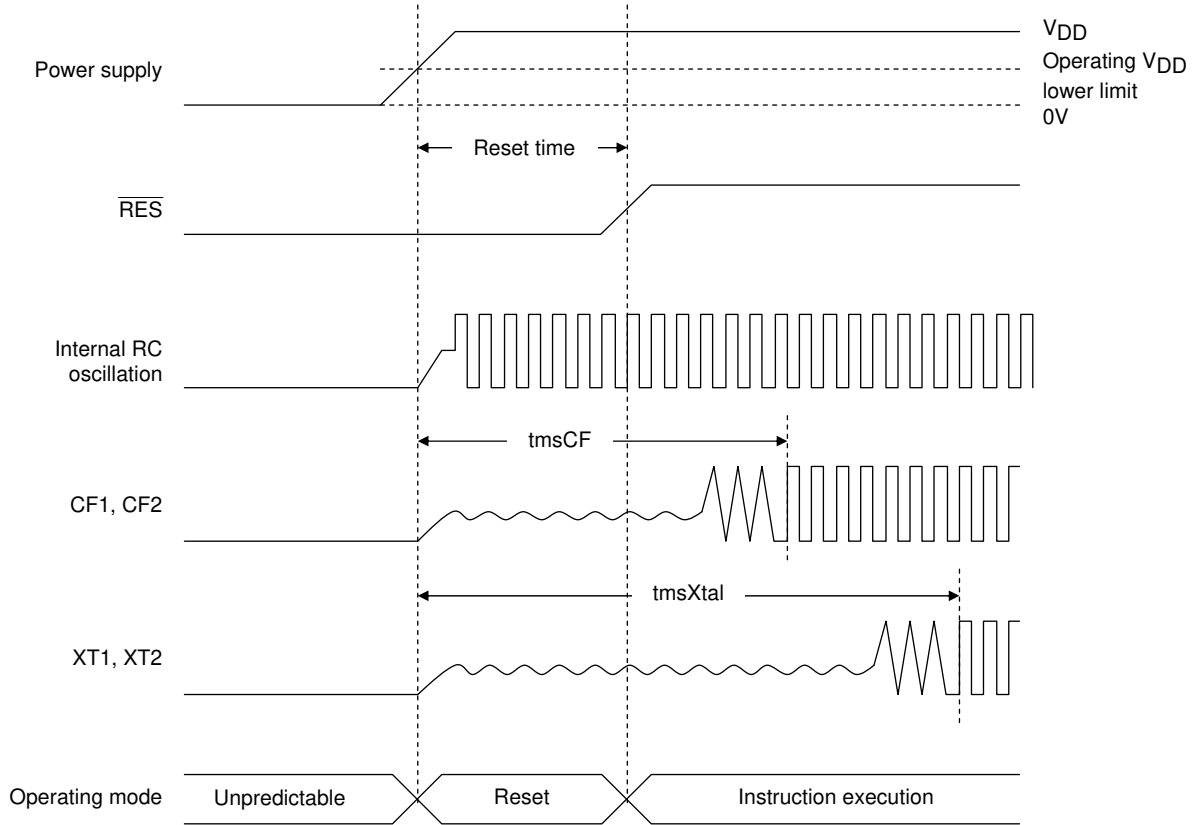 VDD
Power supply
Operating VDD
lower limit
0V
Reset time
RES
Internal RC
oscillation
tmsCF
CF1, CF2
tmsXtal
XT1, XT2
Operating mode
Unpredictable
Reset
Instruction execution